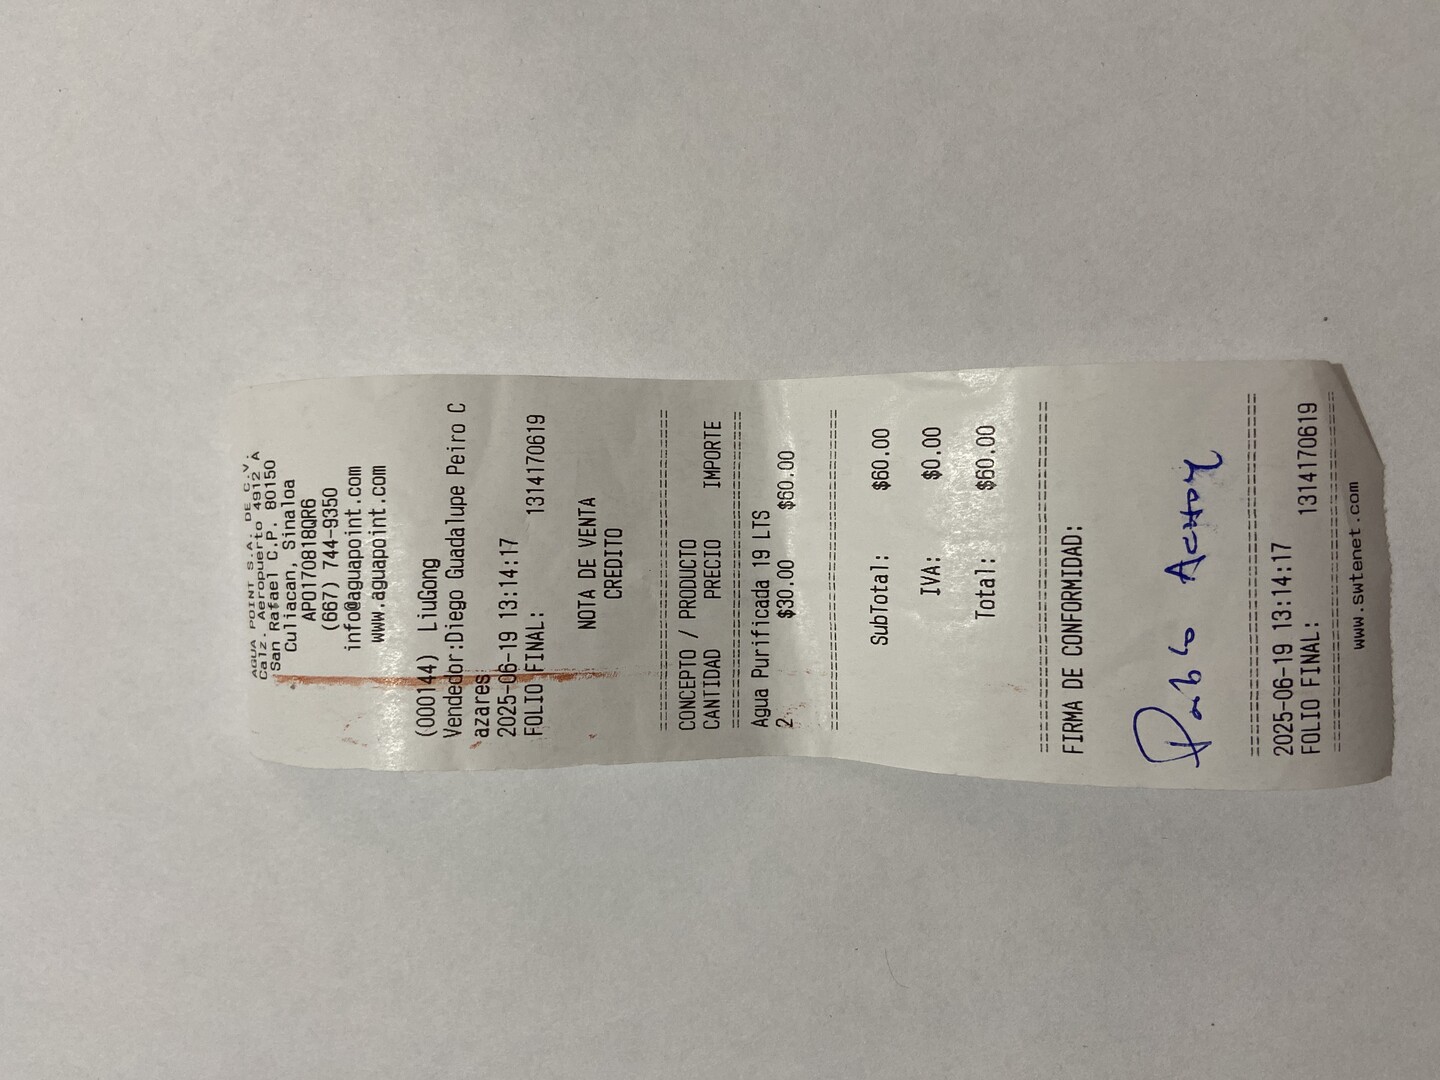 AGUA POINT S.A. DE C.V.
Calz. Aeropuerto 4912 A
San Rafael C.P. 80150
Culiacan, Sinaloa
APO170818QR6
(667) 744-9350
info@aguapoint.com
www.aguapoint.com
(000144) LiuGong
Vendedor:Diego Guadalupe Peiro C
azares
2025-06-19 13:14:17
FOLIO FINAL: 1314170619
NOTA DE VENTA
CREDITO
CONCEPTO / PRODUCTO
CANTIDAD PRECIO IMPORTE
Agua Purificada 19 LTS
2 $30.00 $60.00
SubTotal: $60.00
IVA: $0.00
Total: $60.00
FIRMA DE CONFORMIDAD:
Pablo Achoy
2025-06-19 13:14:17
FOLIO FINAL: 1314170619
www.swtenet.com